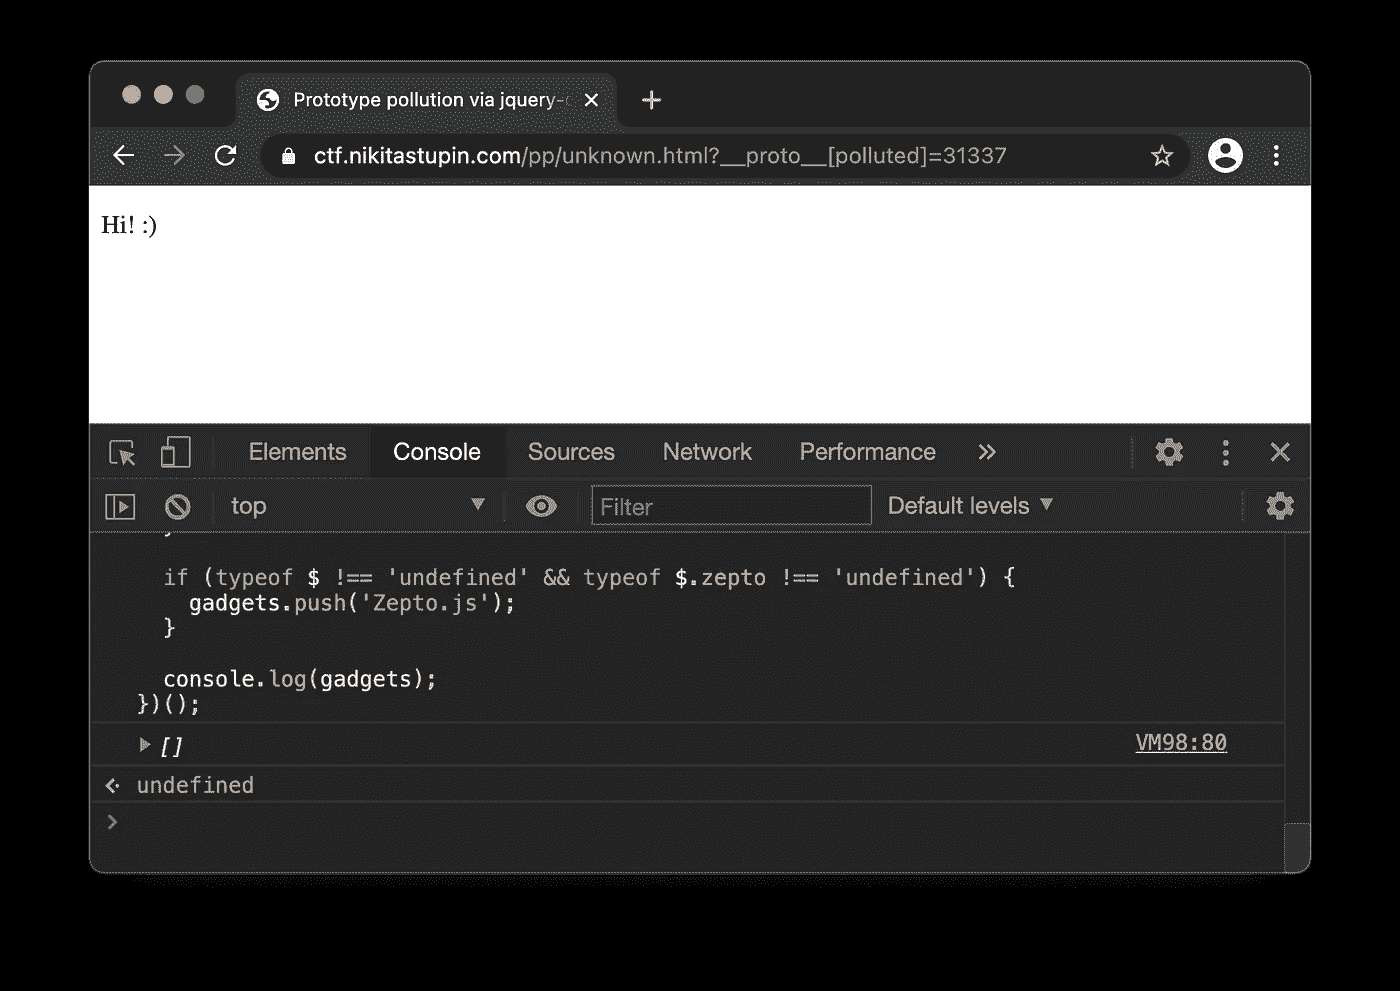 Prototype pollution via jquery-
ctf.nikitastupin.com/pp/unknown.html?__proto__[polluted]=31337
Hi! :)
Elements Console Sources Network Performance
top Filter Default levels
}
if (typeof $ !== 'undefined' && typeof $.zepto !== 'undefined') {
gadgets.push('Zepto.js');
}
console.log(gadgets);
})();
[] VM98:80
undefined